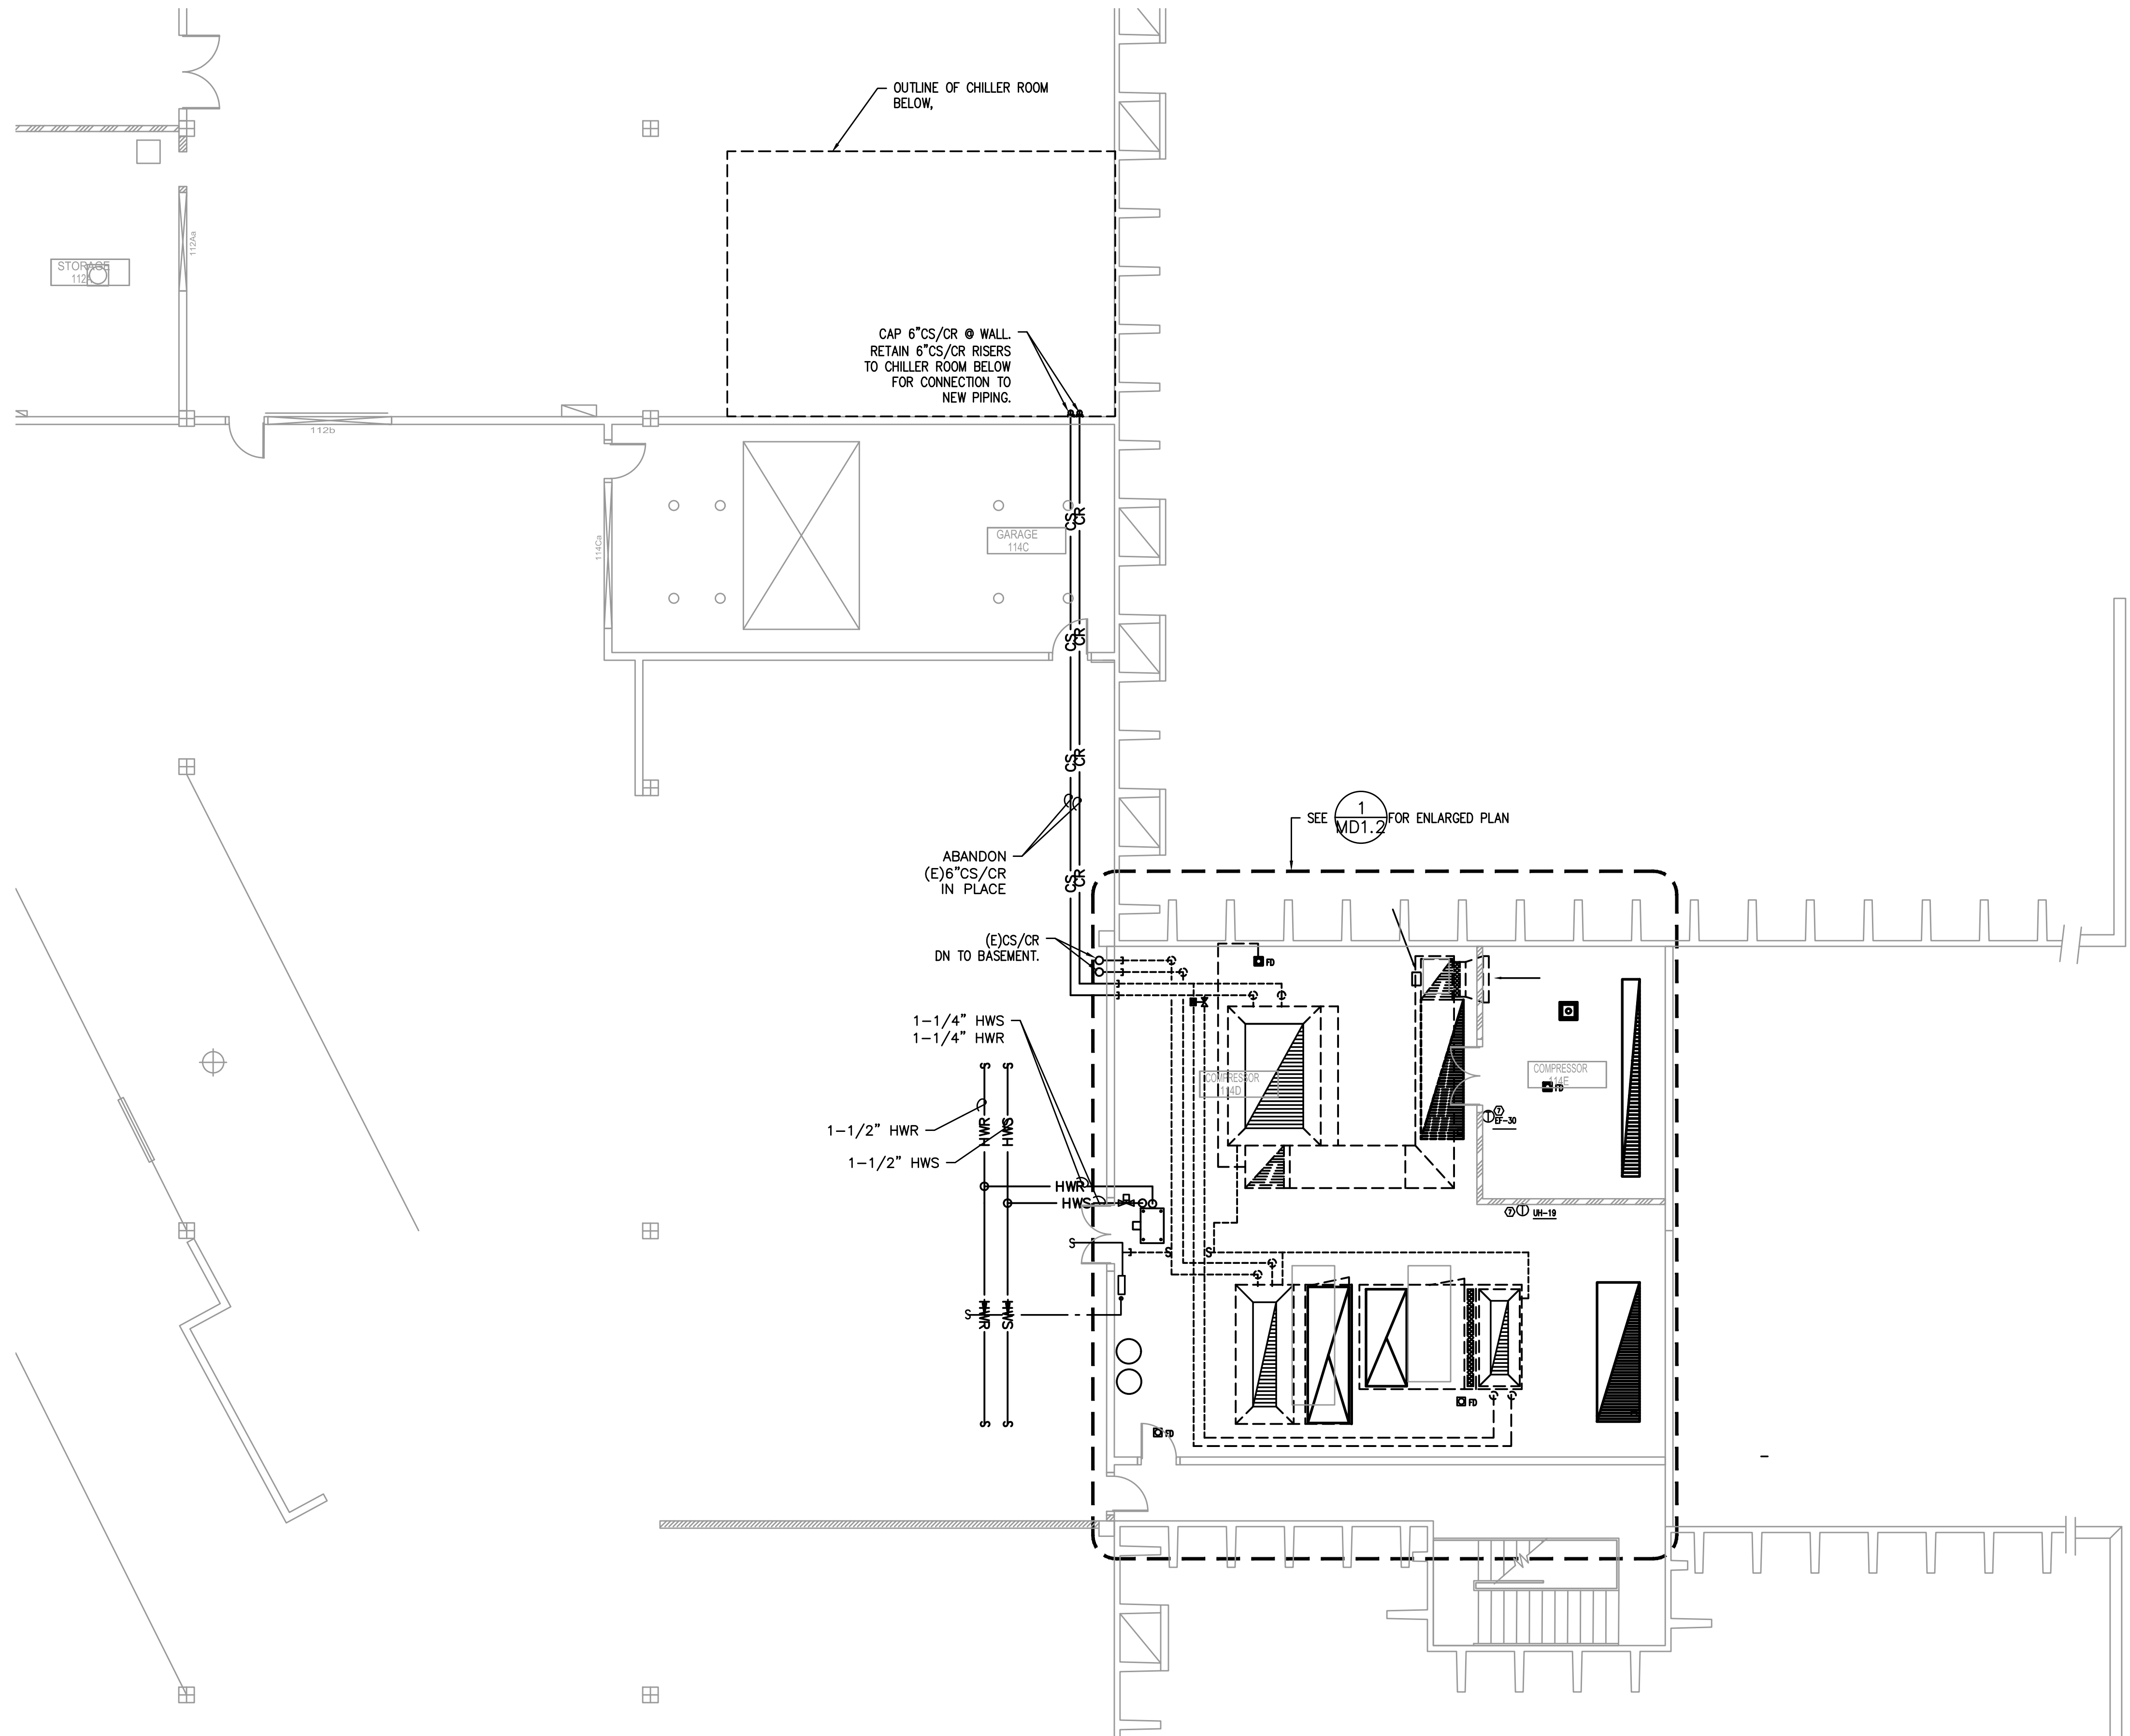 OUTLINE OF CHILLER ROOM
BELOW,
112Aa
STORAGE
112
CAP 6"CS/CR @ WALL.
RETAIN 6"CS/CR RISERS
TO CHILLER ROOM BELOW
FOR CONNECTION TO
NEW PIPING.
112b
CS
CR
GARAGE
114C
114Ca
CS
CR
CS
CR
SEE
1
MD1.2
FOR ENLARGED PLAN
ABANDON
(E)6"CS/CR
IN PLACE
CS
CR
(E)CS/CR
DN TO BASEMENT.
FD
1-1/4" HWS
1-1/4" HWR
S
S
COMPRESSOR
114D
COMPRESSOR
114E
FD
?
EF-30
1-1/2" HWR
HWR
HWS
1-1/2" HWS
HWR
HWS
?
UH-19
S
S
S
S
HWR
HWS
FD
S
S
FD